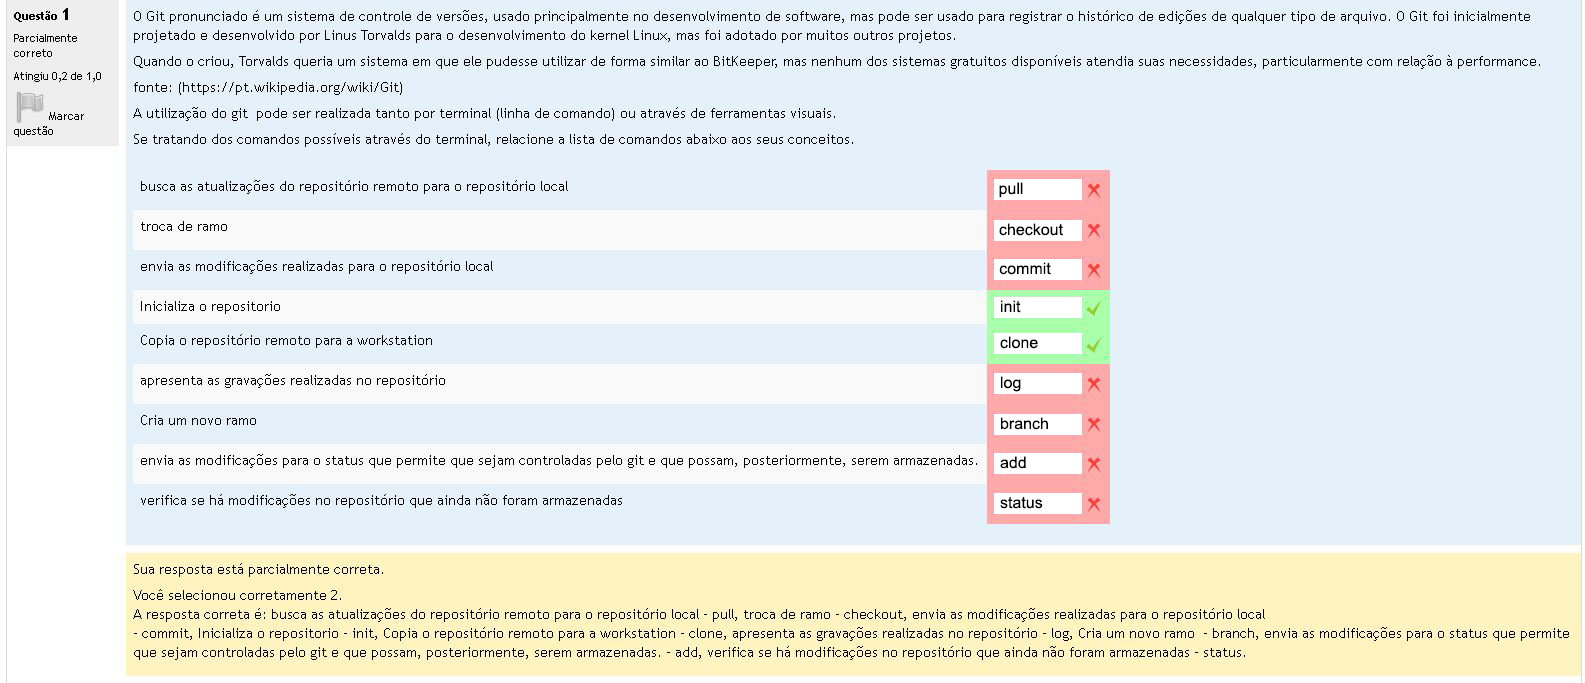 Questão 1
Parcialmente
correto
Atingiu 0,2 de 1,0
Marcar
questão
O Git pronunciado é um sistema de controle de versões, usado principalmente no desenvolvimento de software, mas pode ser usado para registrar o histórico de edições de qualquer tipo de arquivo. O Git foi inicialmente
projetado e desenvolvido por Linus Torvalds para o desenvolvimento do kernel Linux, mas foi adotado por muitos outros projetos.
Quando o criou, Torvalds queria um sistema em que ele pudesse utilizar de forma similar ao BitKeeper, mas nenhum dos sistemas gratuitos disponíveis atendia suas necessidades, particularmente com relação à performance.
fonte: (https://pt.wikipedia.org/wiki/Git)
A utilização do git pode ser realizada tanto por terminal (linha de comando) ou através de ferramentas visuais.
Se tratando dos comandos possíveis através do terminal, relacione a lista de comandos abaixo aos seus conceitos.
busca as atualizações do repositório remoto para o repositório local pull
troca de ramo checkout
envia as modificações realizadas para o repositório local commit
Inicializa o repositorio init
Copia o repositório remoto para a workstation clone
apresenta as gravações realizadas no repositório log
Cria um novo ramo branch
envia as modificações para o status que permite que sejam controladas pelo git e que possam, posteriormente, serem armazenadas. add
verifica se há modificações no repositório que ainda não foram armazenadas status
Sua resposta está parcialmente correta.
Você selecionou corretamente 2.
A resposta correta é: busca as atualizações do repositório remoto para o repositório local - pull, troca de ramo - checkout, envia as modificações realizadas para o repositório local
- commit, Inicializa o repositorio - init, Copia o repositório remoto para a workstation - clone, apresenta as gravações realizadas no repositório - log, Cria um novo ramo - branch, envia as modificações para o status que permite
que sejam controladas pelo git e que possam, posteriormente, serem armazenadas. - add, verifica se há modificações no repositório que ainda não foram armazenadas - status.